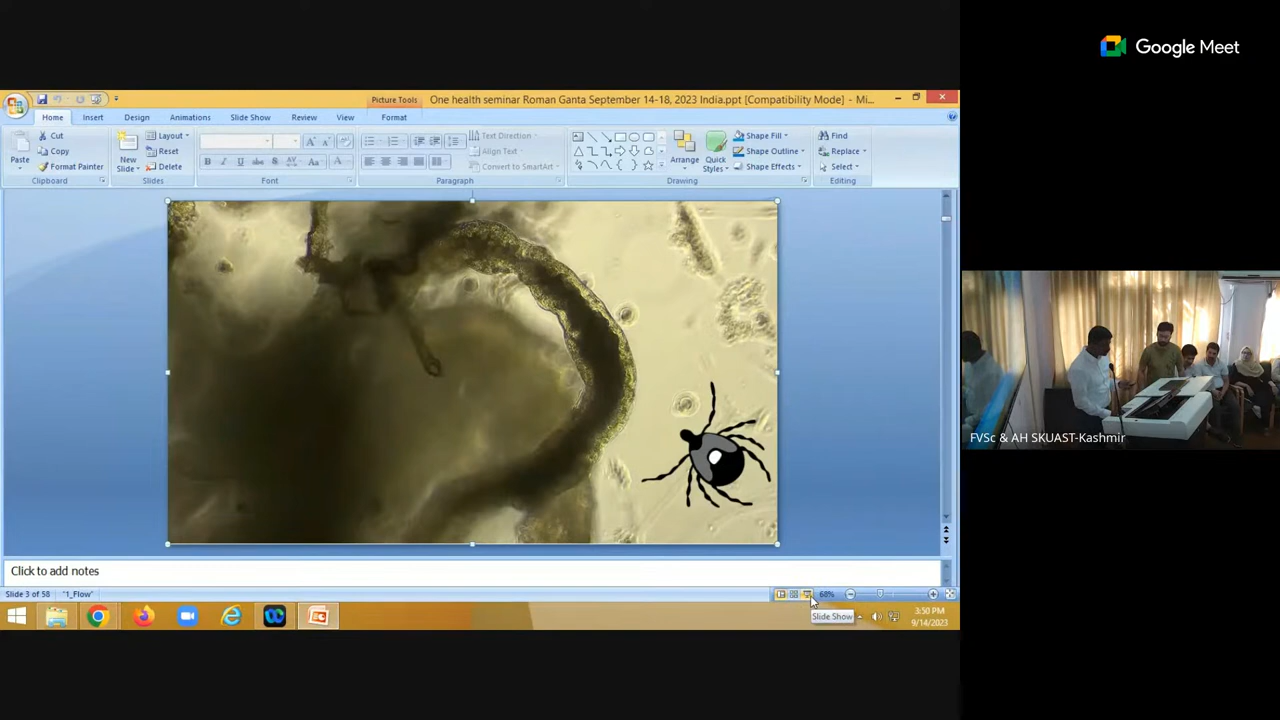 Google Meet
One health seminar Roman Ganta September 14-18, 2023 India.ppt [Compatibility Mode] - Mi...
Picture Tools
Home Insert Design Animations Slide Show Review View Format
Paste
Cut
Copy
Format Painter
Clipboard
New Slide
Layout
Reset
Delete
Slides
B I U S abc AV Aa A
Font
Text Direction
Align Text
Convert to SmartArt
Paragraph
Arrange
Quick Styles
Shape Fill
Shape Outline
Shape Effects
Drawing
Find
Replace
Select
Editing
FVSc & AH SKUAST-Kashmir
Click to add notes
Slide 3 of 58 "1_Flow" 68%
Slide Show
3:50 PM
9/14/2023